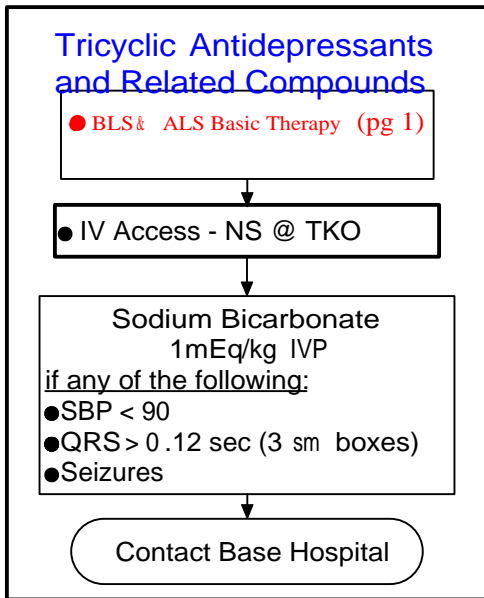 Tricyclic Antidepressants
and Related Compounds
● BLS & ALS Basic Therapy (pg 1)
● IV Access - NS @ TKO
Sodium Bicarbonate
1mEq/kg IVP
if any of the following:
●SBP < 90
●QRS > 0.12 sec (3 sm boxes)
●Seizures
Contact Base Hospital